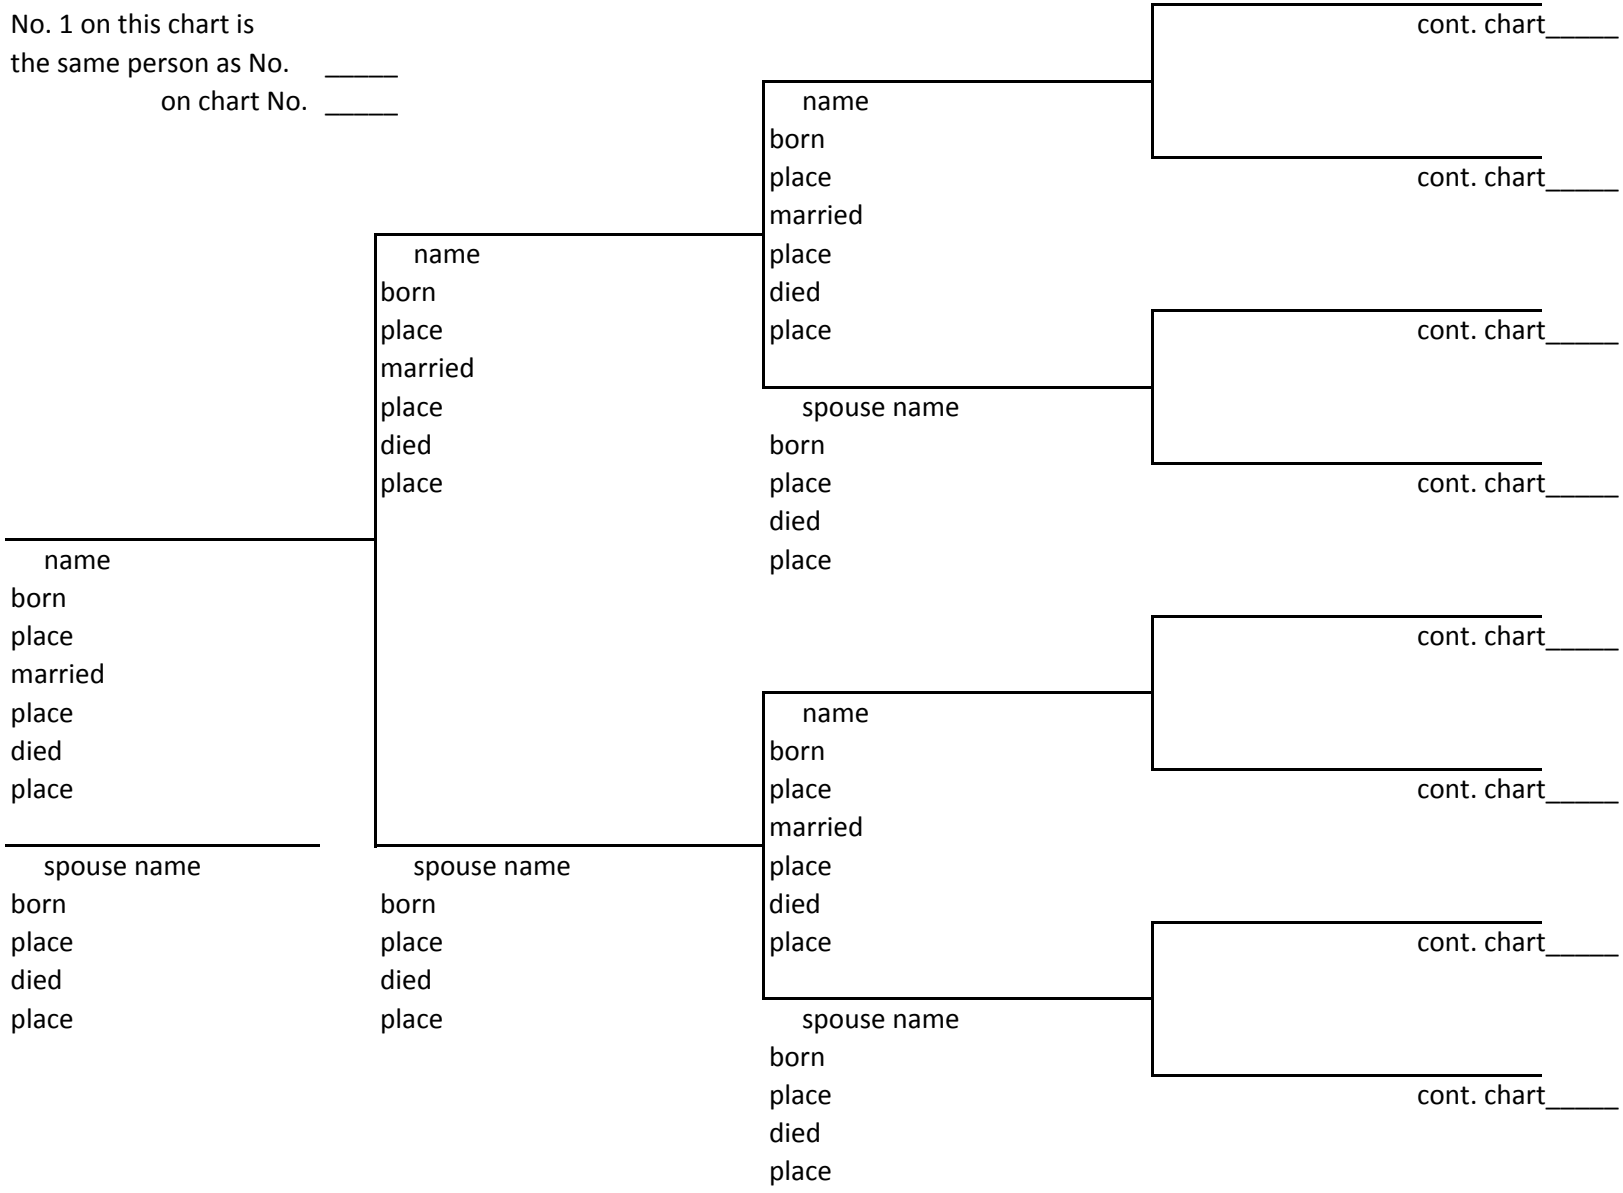 No. 1 on this chart is
the same person as No. _____
on chart No. _____
name
born
place
married
place
died
place
spouse name
born
place
died
place
name
born
place
married
place
died
place
spouse name
born
place
died
place
name
born
place
married
place
died
place
spouse name
born
place
died
place
name
born
place
married
place
died
place
spouse name
born
place
died
place
cont. chart_____
cont. chart_____
cont. chart_____
cont. chart_____
cont. chart_____
cont. chart_____
cont. chart_____
cont. chart_____